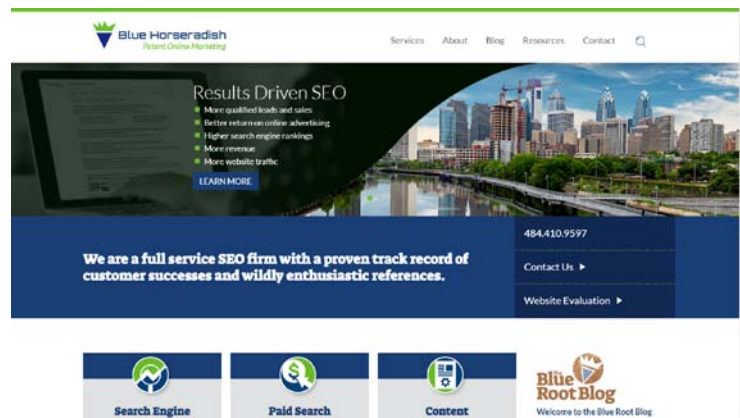 Blue Horseradish
Potent Online Marketing
Services About Blog Resources Contact
Results Driven SEO
More qualified leads and sales
Better return on online advertising
Higher search engine rankings
More revenue
More website traffic
LEARN MORE
484.410.9597
We are a full service SEO firm with a proven track record of
customer successes and wildly enthusiastic references.
Contact Us
Website Evaluation
Search Engine
Paid Search
Content
The
Blue
Root Blog
Welcome to the Blue Root Blog